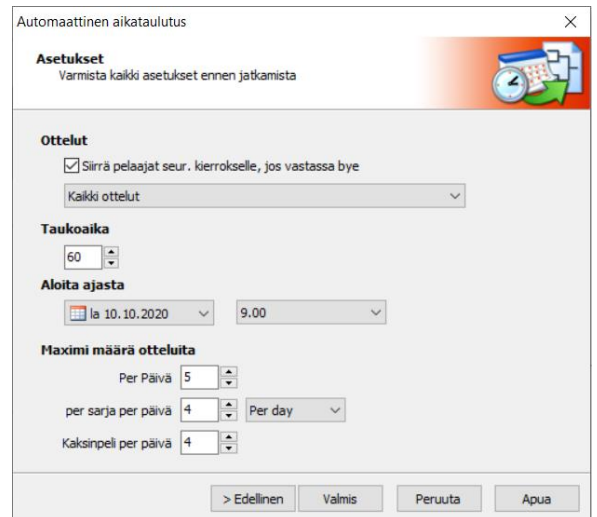 Automaattinen aikataulutus
Asetukset
Varmista kaikki asetukset ennen jatkamista
Ottelut
Siirrä pelaajat seur. kierrokselle, jos vastassa bye
Kaikki ottelut
Taukoaika
60
Aloita ajasta
la 10.10.2020 9.00
Maximi määrä otteluita
Per Päivä 5
per sarja per päivä 4 Per day
Kaksinpeli per päivä 4
> Edellinen Valmis Peruuta Apua